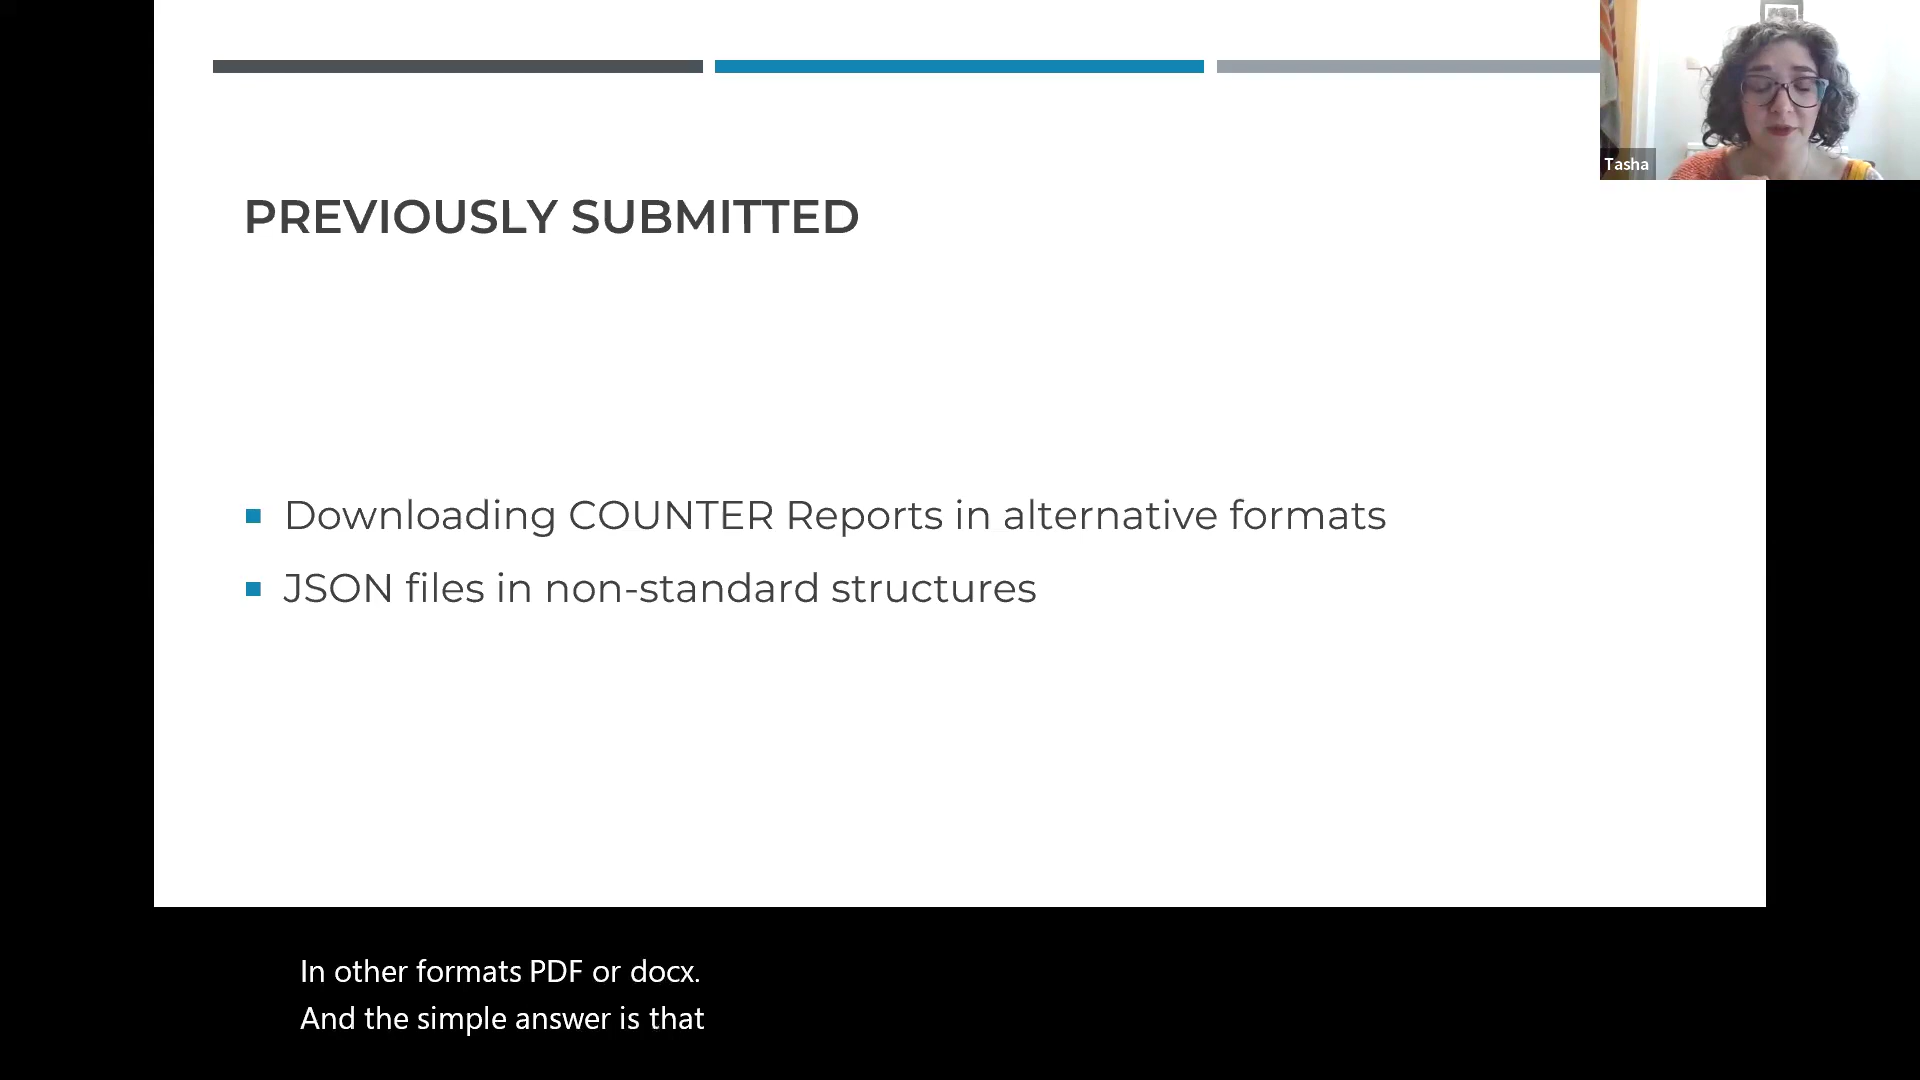 Tasha
PREVIOUSLY SUBMITTED
Downloading COUNTER Reports in alternative formats
JSON files in non-standard structures
In other formats PDF or docx.
And the simple answer is that